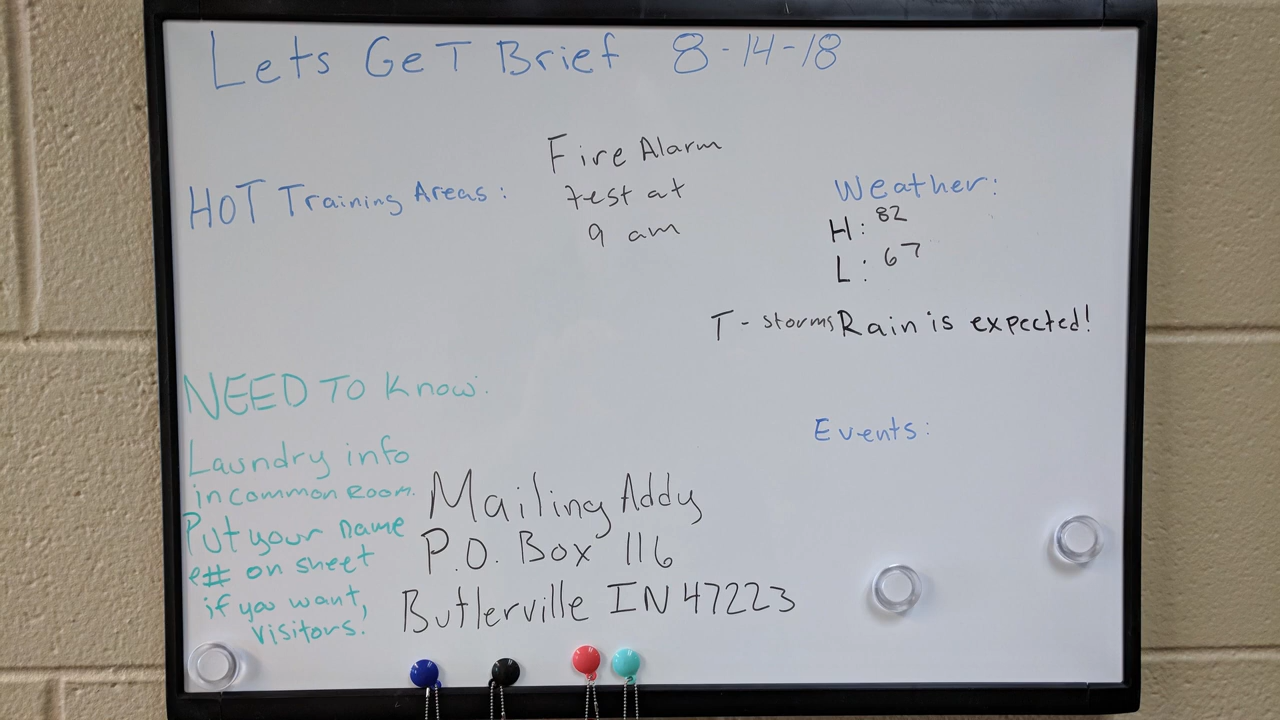 Lets GeT Brief 8-14-18
HOT Training Areas:
Fire Alarm
test at
9 am
Weather:
H: 82
L: 67
T-storms Rain is expected!
NEED TO Know:
Laundry info
in common Room.
Put your name
e# on sheet
if you want,
visitors.
Mailing Addy
P.O. Box 116
Butlerville IN 47223
Events: